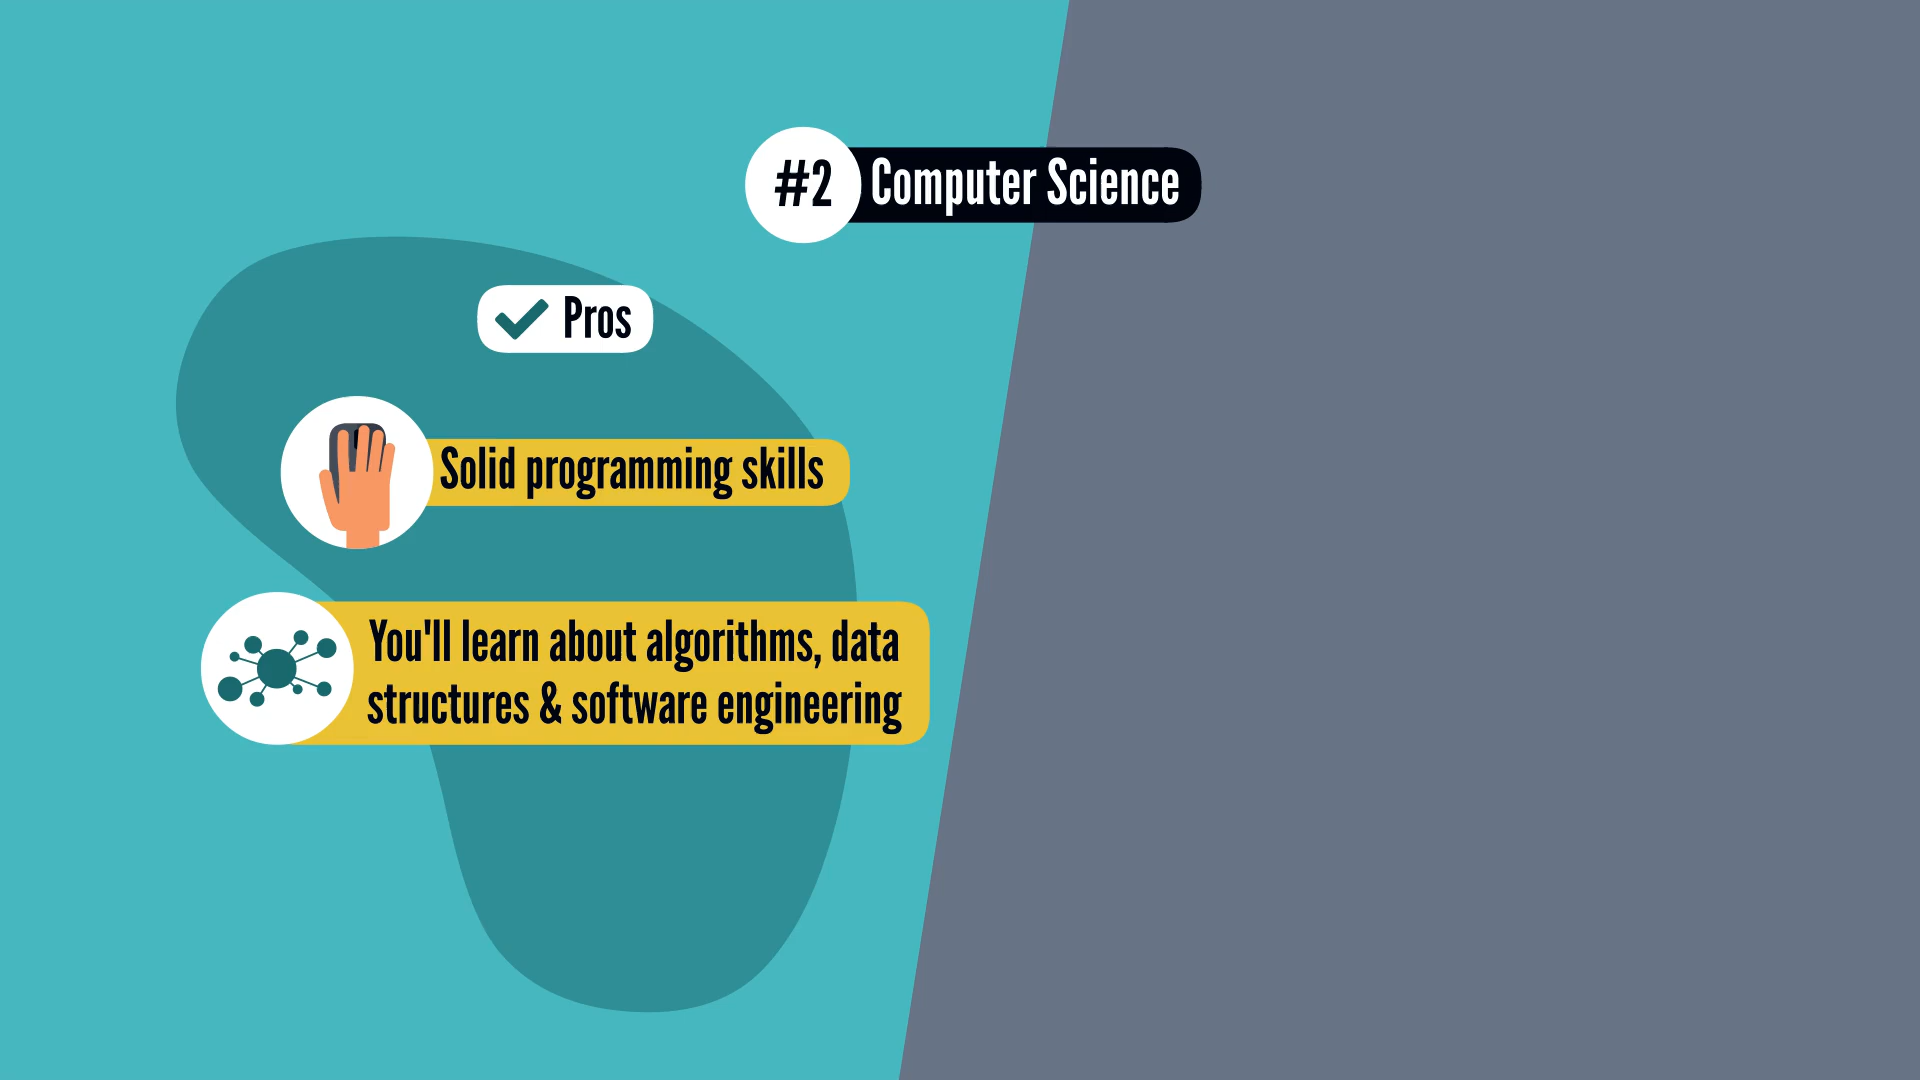 #2 Computer Science
Pros
Solid programming skills
You'll learn about algorithms, data
structures & software engineering